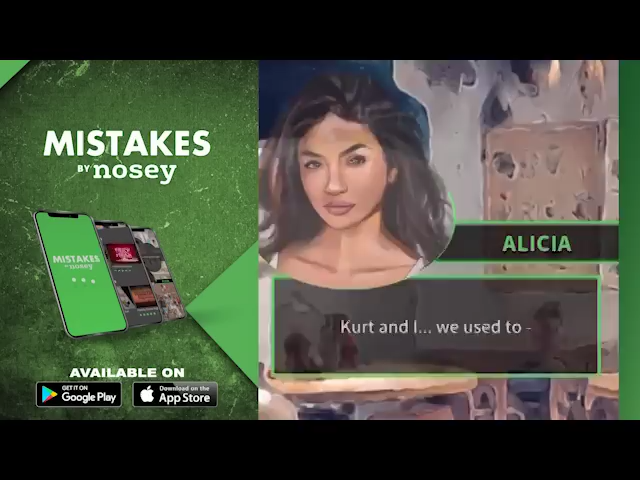 MISTAKES
BY nosey
MISTAKES
BY nosey
AVAILABLE ON
GET IT ON
Google Play
Download on the
App Store
ALICIA
Kurt and I... we used to -